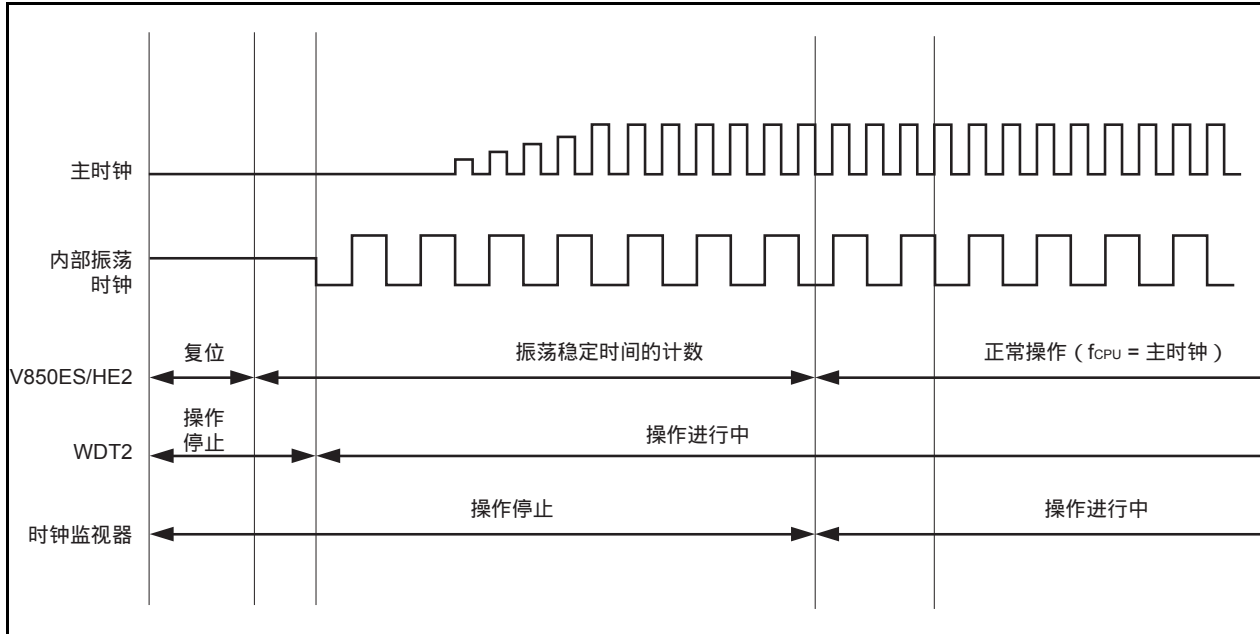 主时钟
内部振荡
时钟
复位
振荡稳定时间的计数
正常操作（fCPU = 主时钟）
V850ES/HE2
操作
停止
操作进行中
WDT2
操作停止
操作进行中
时钟监视器